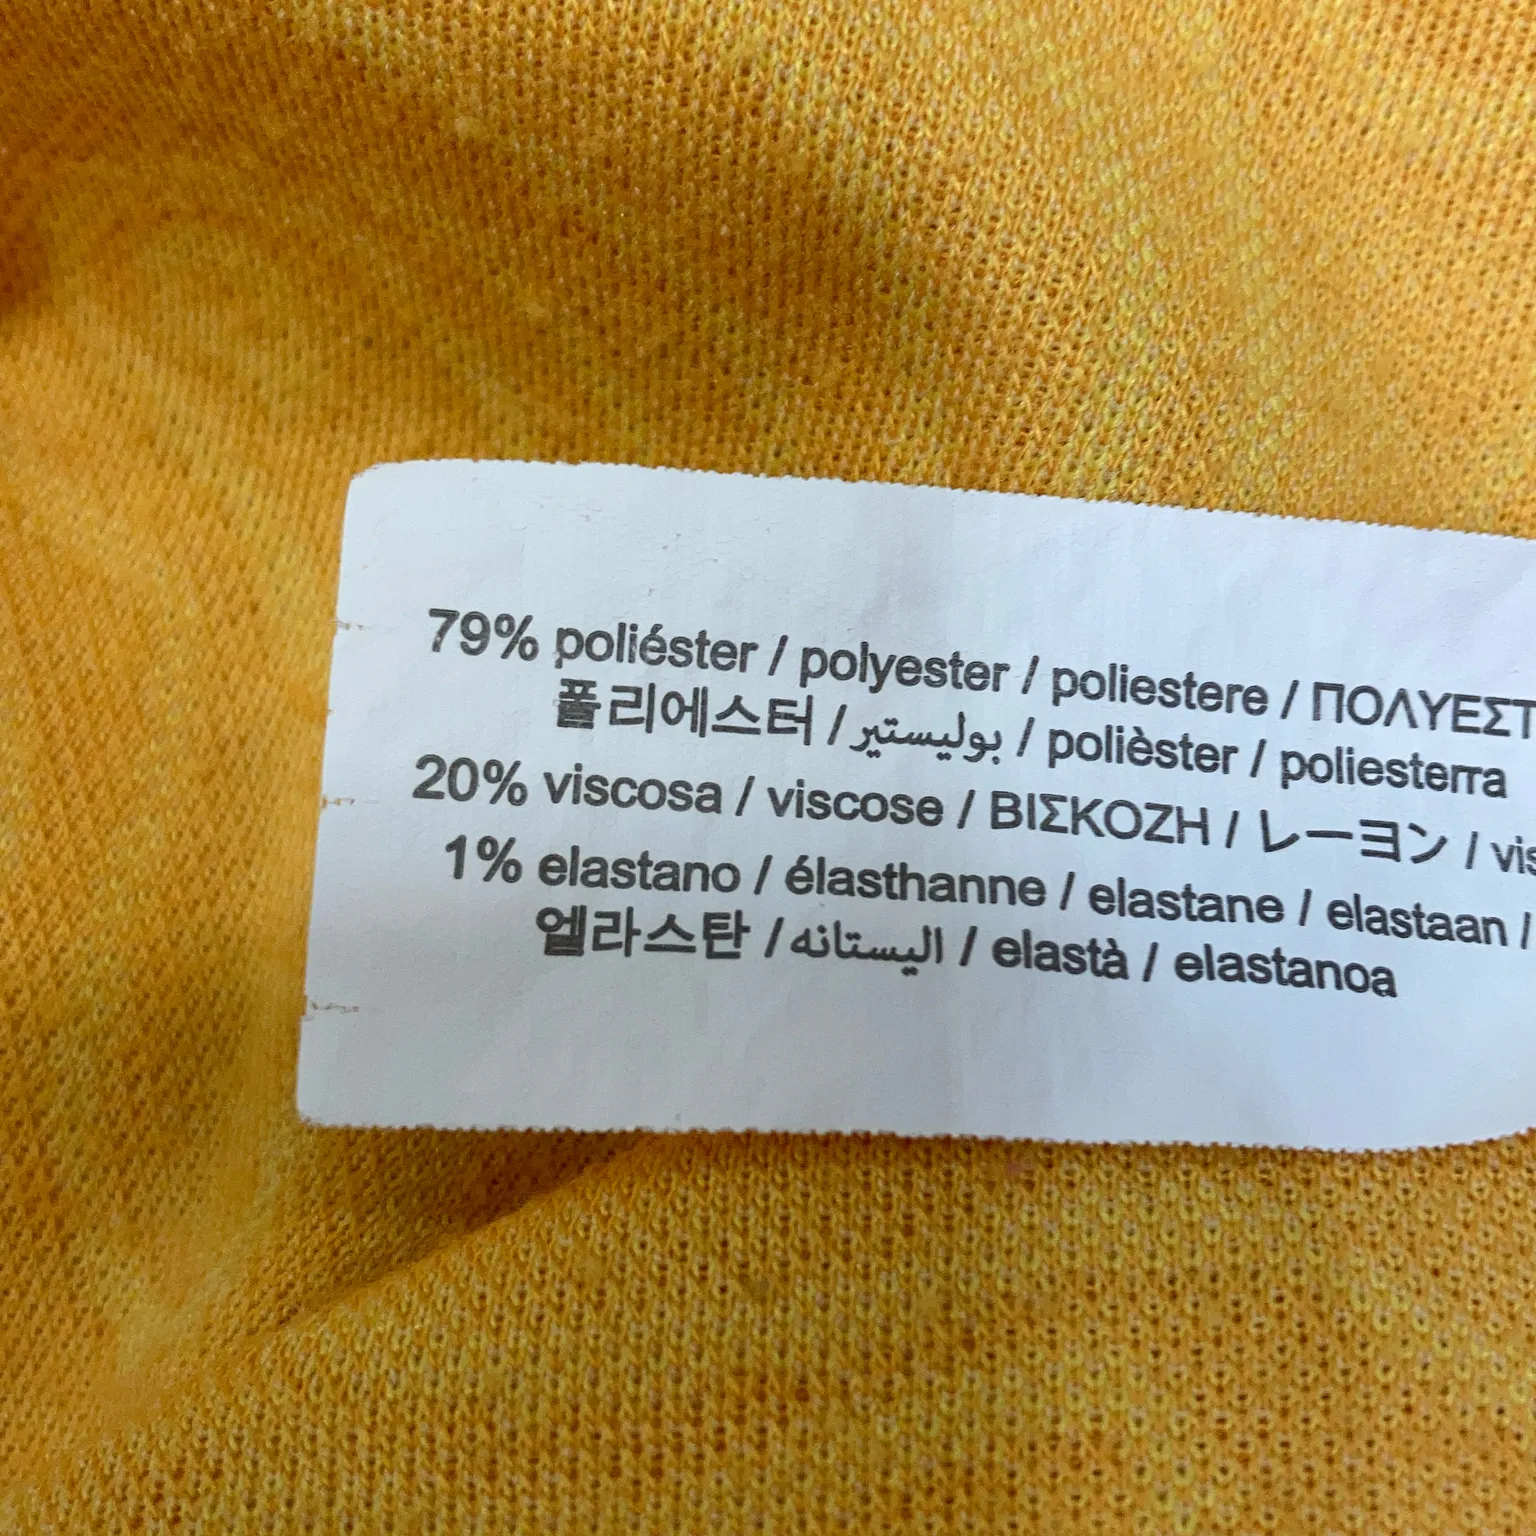 79% poliéster / polyester / poliestere / ΠΟΛΥΕΣΤ
폴리에스터 / بوليستير / polièster / poliesterra
20% viscosa / viscose / ΒΙΣΚΟΖΗ / レーヨン / vis
1% elastano / élasthanne / elastane / elastaan /
엘라스탄 / اليستانه / elastà / elastanoa